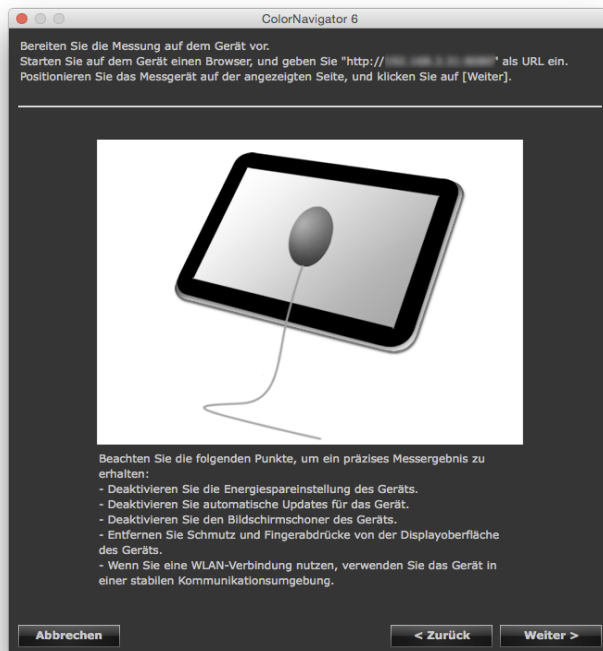 ColorNavigator 6
Bereiten Sie die Messung auf dem Gerät vor.
Starten Sie auf dem Gerät einen Browser, und geben Sie "http:// " als URL ein.
Positionieren Sie das Messgerät auf der angezeigten Seite, und klicken Sie auf [Weiter].
Beachten Sie die folgenden Punkte, um ein präzises Messergebnis zu
erhalten:
- Deaktivieren Sie die Energiespareinstellung des Geräts.
- Deaktivieren Sie automatische Updates für das Gerät.
- Deaktivieren Sie den Bildschirmschoner des Geräts.
- Entfernen Sie Schmutz und Fingerabdrücke von der Displayoberfläche
des Geräts.
- Wenn Sie eine WLAN-Verbindung nutzen, verwenden Sie das Gerät in
einer stabilen Kommunikationsumgebung.
Abbrechen < Zurück Weiter >